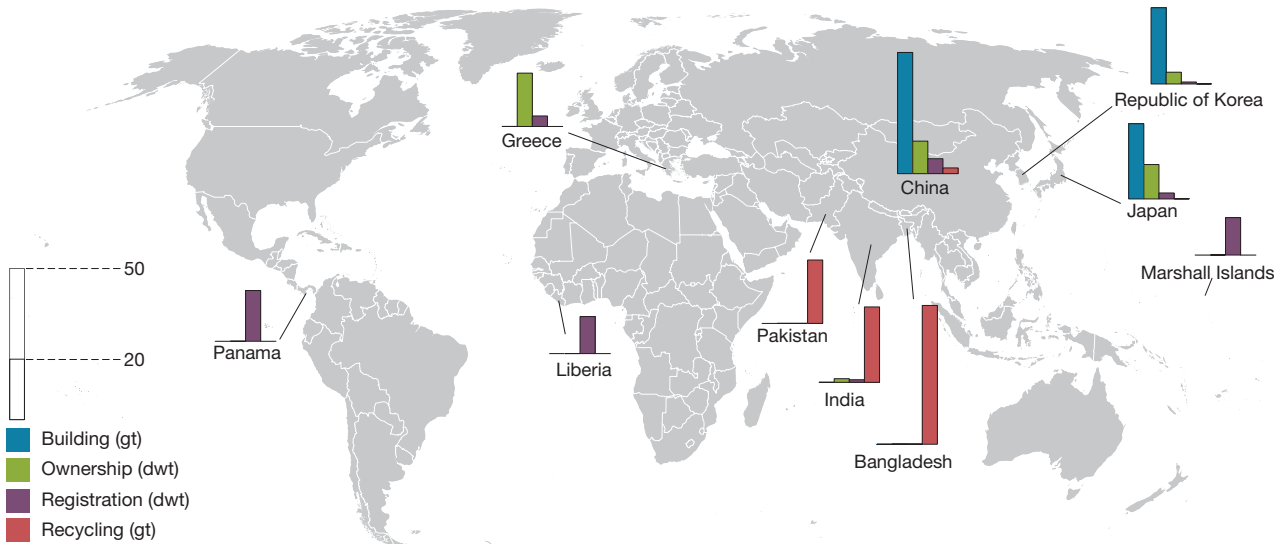 Republic of Korea
Greece
China
Japan
Marshall Islands
50
Pakistan
Panama
20
Liberia
India
Building (gt)
Bangladesh
Ownership (dwt)
Registration (dwt)
Recycling (gt)